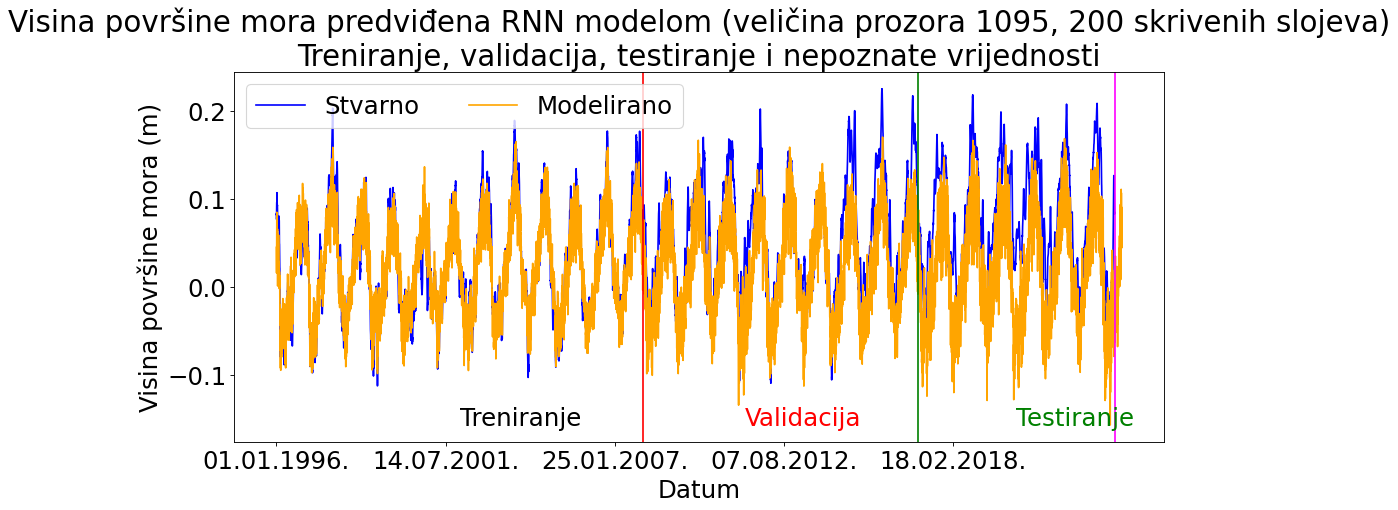 Visina površine mora predviđena RNN modelom (veličina prozora 1095, 200 skrivenih slojeva)
Treniranje, validacija, testiranje i nepoznate vrijednosti
Stvarno
Modelirano
Visina površine mora (m)
0.2
0.1
0.0
−0.1
Treniranje
Validacija
Testiranje
01.01.1996.
14.07.2001.
25.01.2007.
07.08.2012.
18.02.2018.
Datum